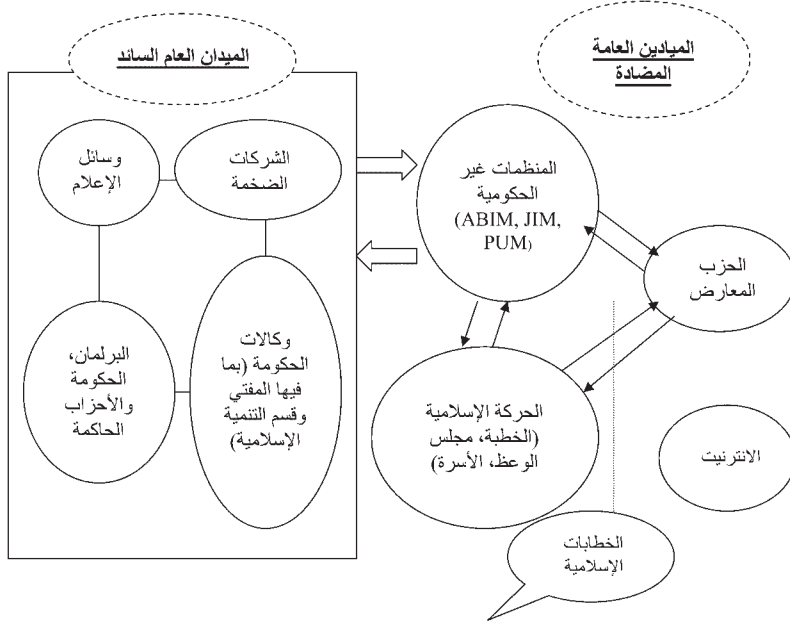 الميادين العامة
المضادة
الميدان العام السائد
المنظمات غير
الحكومية
(ABIM, JIM,
PUM)
الشركات
الضخمة
وسائل
الإعلام
الحزب
المعارض
وكالات
الحكومة (بما
فيها المفتي
وقسم التنمية
الإسلامية)
البرلمان،
الحكومة
والأحزاب
الحاكمة
الحركة الإسلامية
(الخطبة، مجلس
الوعظ، الأسرة)
الانترنيت
الخطابات
الإسلامية